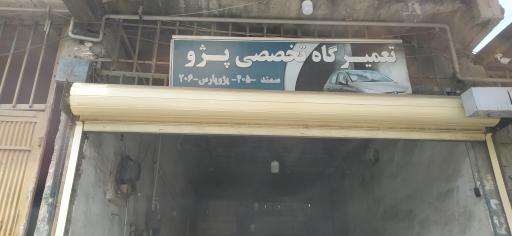 تعمیرگاه تخصصی پژو
سمند -۴۰۵- پژوپارس-۲۰۶